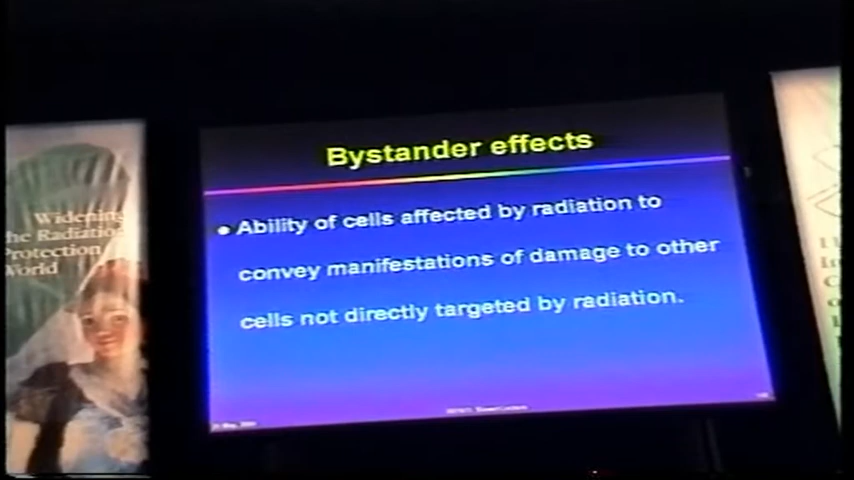 Bystander effects
Ability of cells affected by radiation to
convey manifestations of damage to other
cells not directly targeted by radiation.
Widening
the Radiation
Protection
World